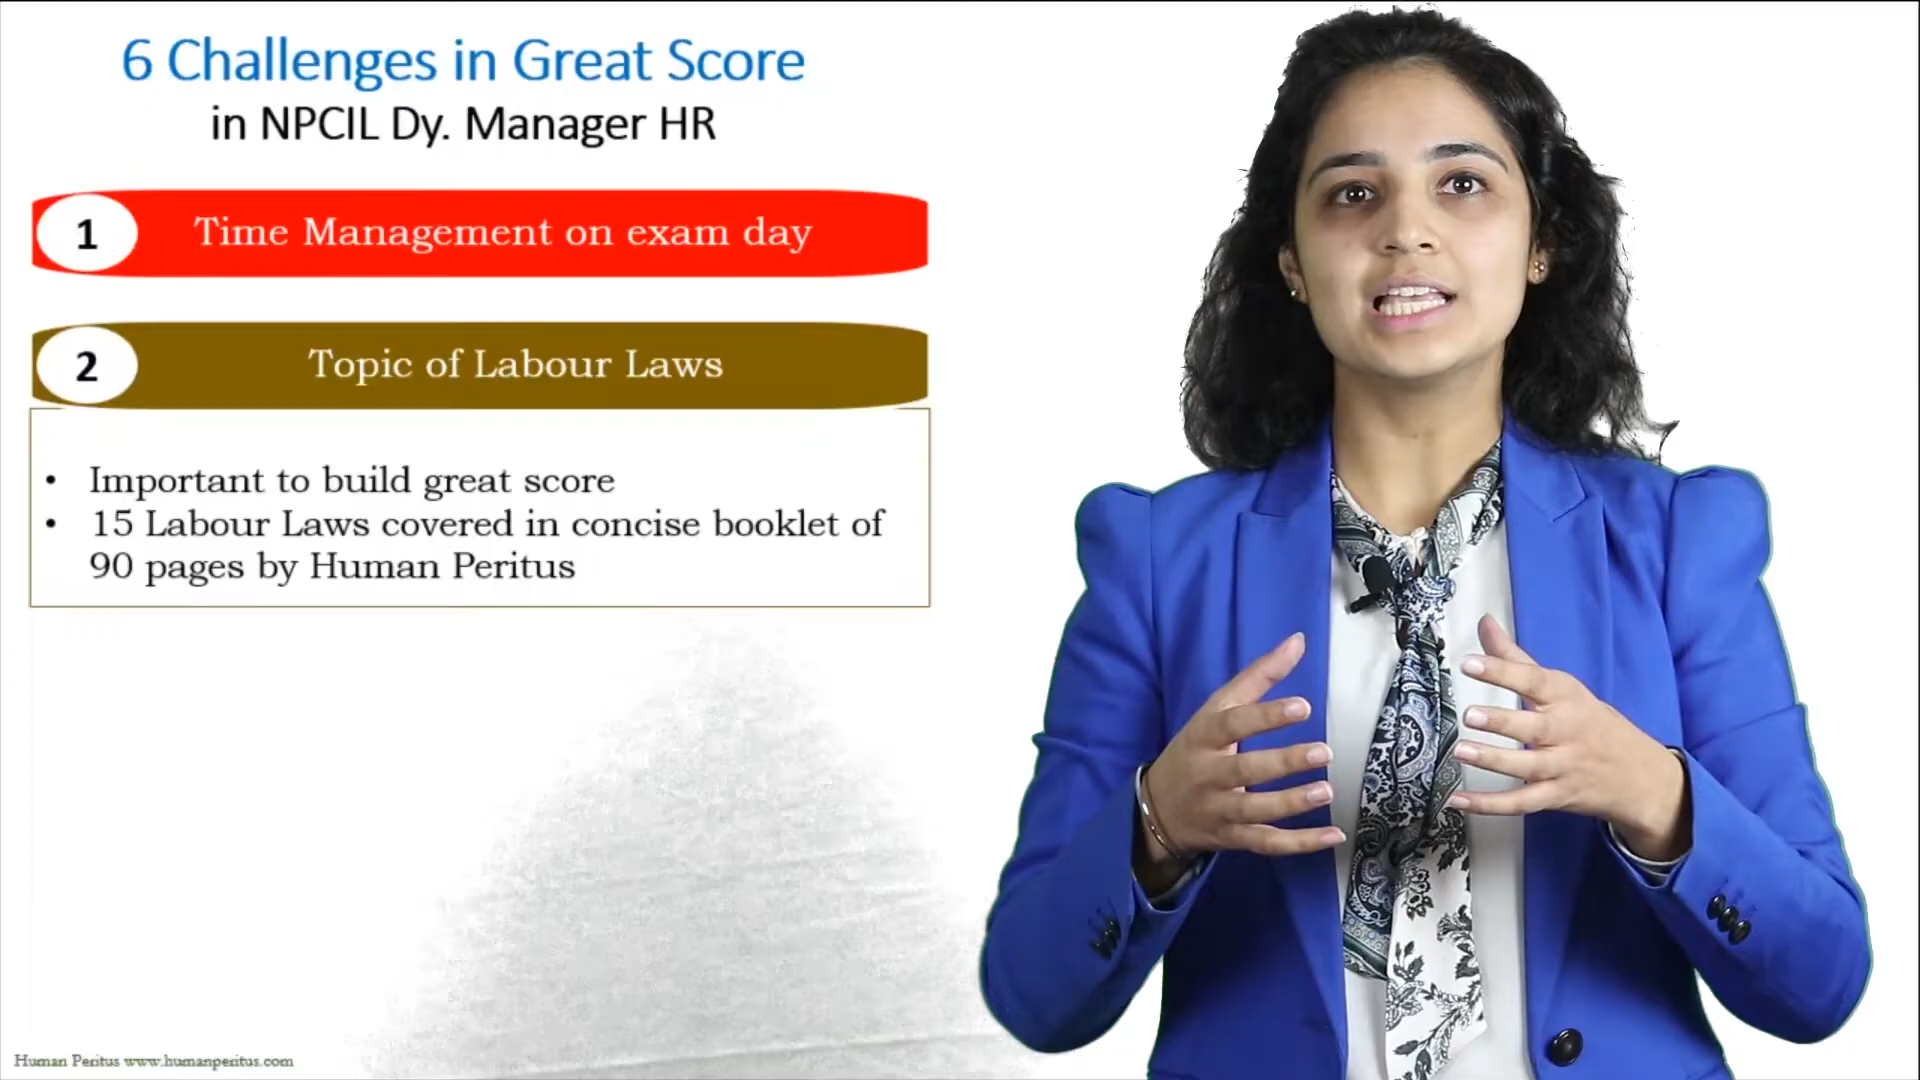 6 Challenges in Great Score
in NPCIL Dy. Manager HR
1 Time Management on exam day
2 Topic of Labour Laws
• Important to build great score
• 15 Labour Laws covered in concise booklet of
90 pages by Human Peritus
Human Peritus www.humanperitus.com